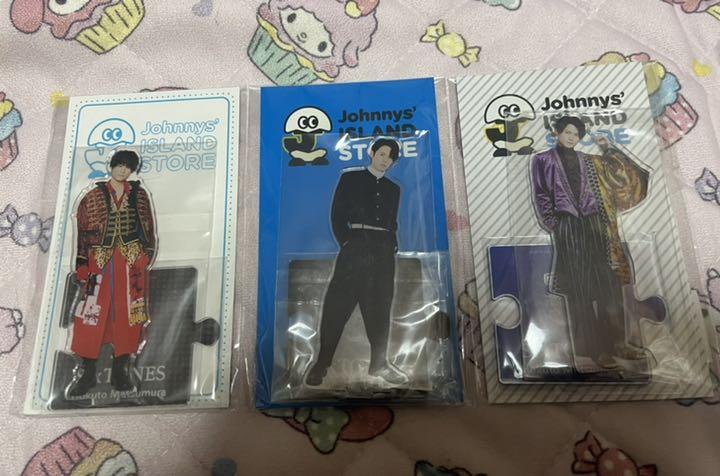 Johnnys'
ISLAND
STORE
SixTONES
Hokuto Matsumura
Johnnys'
ISLAND
STORE
Johnnys'
ISLAND
STORE